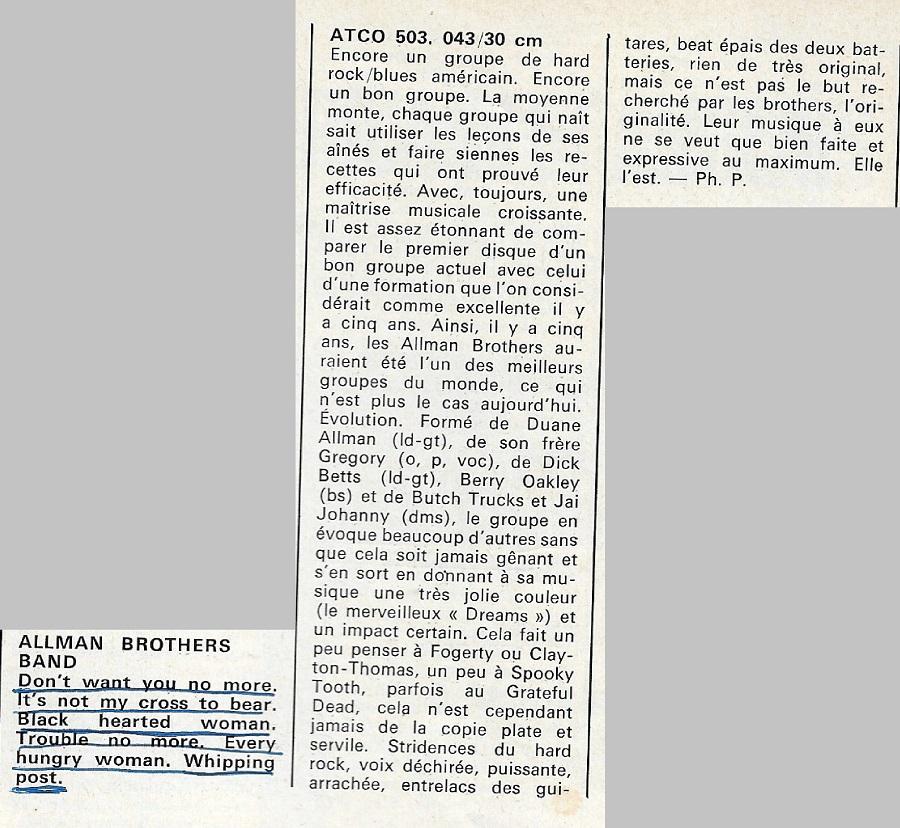 ALLMAN BROTHERS
BAND
Don't want you no more.
It's not my cross to bear.
Black hearted woman.
Trouble no more. Every
hungry woman. Whipping
post.
ATCO 503. 043/30 cm
Encore un groupe de hard
rock/blues américain. Encore
un bon groupe. La moyenne
monte, chaque groupe qui naît
sait utiliser les leçons de ses
aînés et faire siennes les re-
cettes qui ont prouvé leur
efficacité. Avec, toujours, une
maîtrise musicale croissante.
Il est assez étonnant de com-
parer le premier disque d'un
bon groupe actuel avec celui
d'une formation que l'on consi-
dérait comme excellente il y
a cinq ans. Ainsi, il y a cinq
ans, les Allman Brothers au-
raient été l'un des meilleurs
groupes du monde, ce qui
n'est plus le cas aujourd'hui.
Évolution. Formé de Duane
Allman (ld-gt), de son frère
Gregory (o, p, voc), de Dick
Betts (ld-gt), Berry Oakley
(bs) et de Butch Trucks et Jai
Johanny (dms), le groupe en
évoque beaucoup d'autres sans
que cela soit jamais gênant et
s'en sort en donnant à sa mu-
sique une très jolie couleur
(le merveilleux « Dreams ») et
un impact certain. Cela fait un
peu penser à Fogerty ou Clay-
ton-Thomas, un peu à Spooky
Tooth, parfois au Grateful
Dead, cela n'est cependant
jamais de la copie plate et
servile. Stridences du hard
rock, voix déchirée, puissante,
arrachée, entrelacs des gui-
tares, beat épais des deux bat-
teries, rien de très original,
mais ce n'est pas le but re-
cherché par les brothers, l'ori-
ginalité. Leur musique à eux
ne se veut que bien faite et
expressive au maximum. Elle
l'est. — Ph. P.